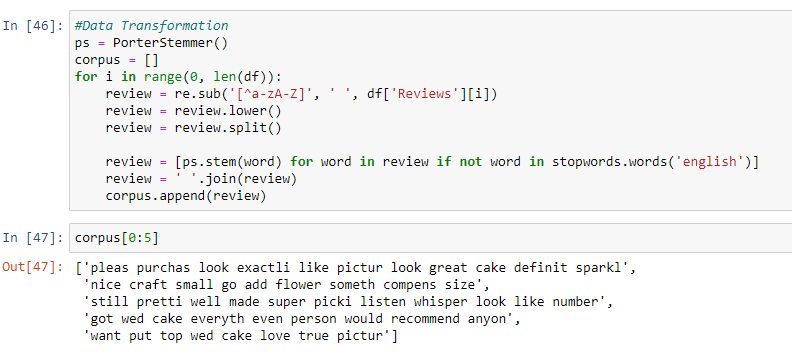 In [46]: #Data Transformation
ps = PorterStemmer()
corpus = []
for i in range(0, len(df)):
    review = re.sub('[^a-zA-Z]', ' ', df['Reviews'][i])
    review = review.lower()
    review = review.split()

    review = [ps.stem(word) for word in review if not word in stopwords.words('english')]
    review = ' '.join(review)
    corpus.append(review)
In [47]: corpus[0:5]
Out[47]: ['pleas purchas look exactli like pictur look great cake definit sparkl',
 'nice craft small go add flower someth compens size',
 'still pretti well made super picki listen whisper look like number',
 'got wed cake everyth even person would recommend anyon',
 'want put top wed cake love true pictur']